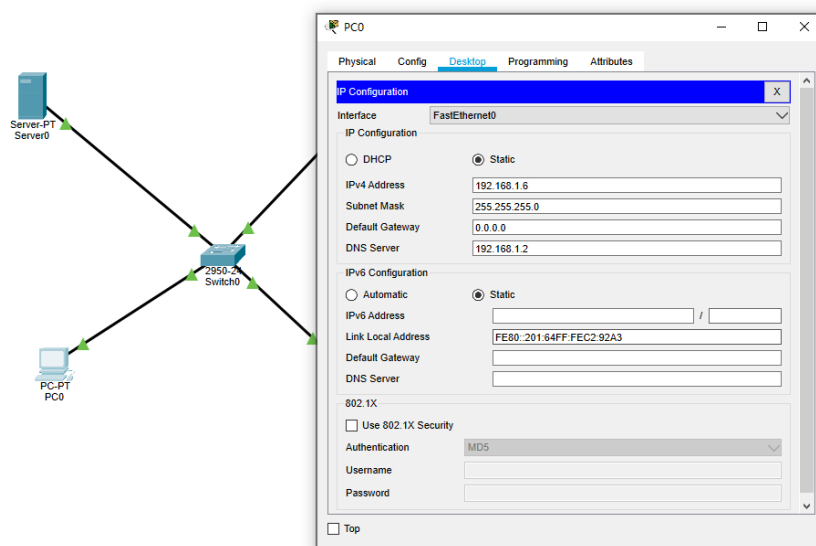 PC0
Physical Config Desktop Programming Attributes
IP Configuration X
Interface FastEthernet0
IP Configuration
DHCP Static
IPv4 Address 192.168.1.6
Subnet Mask 255.255.255.0
Default Gateway 0.0.0.0
DNS Server 192.168.1.2
IPv6 Configuration
Automatic Static
IPv6 Address /
Link Local Address FE80::201:64FF:FEC2:92A3
Default Gateway
DNS Server
802.1X
Use 802.1X Security
Authentication MD5
Username
Password
Top
Server-PT
Server0
2950-24
Switch0
PC-PT
PC0